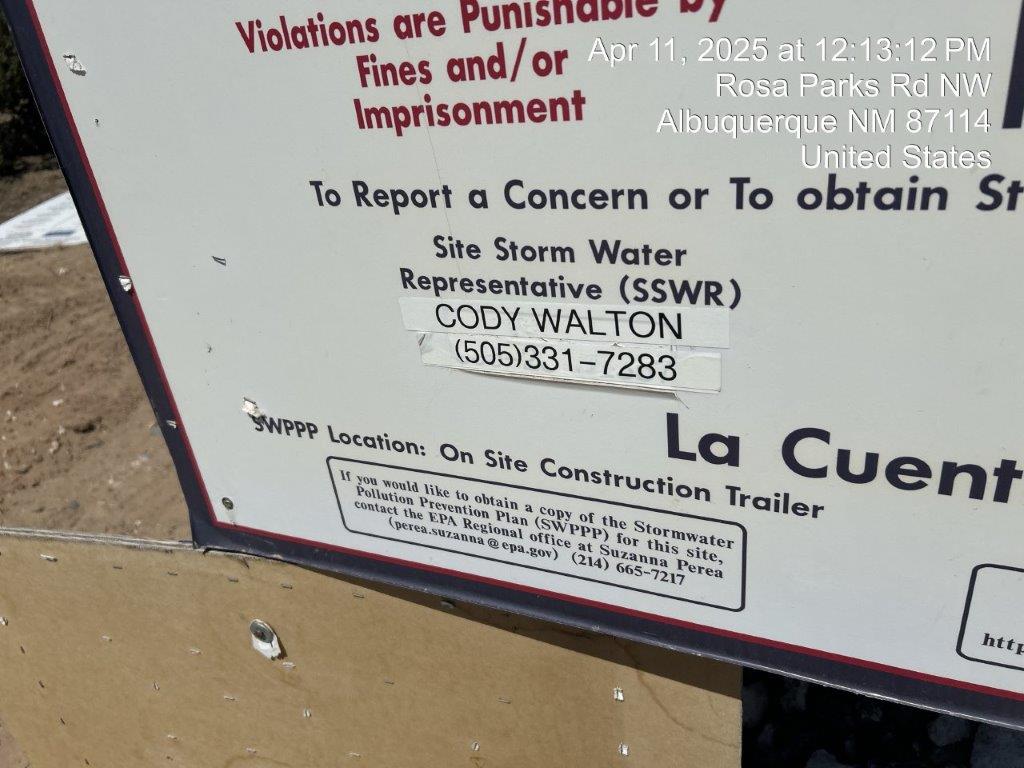 Violations are Punishable by
Fines and/or
Imprisonment
Apr 11, 2025 at 12:13:12 PM
Rosa Parks Rd NW
Albuquerque NM 87114
United States
To Report a Concern or To obtain St
Site Storm Water
Representative (SSWR)
CODY WALTON
(505)331-7283
La Cuent
SWPPP Location: On Site Construction Trailer
If you would like to obtain a copy of the Stormwater
Pollution Prevention Plan (SWPPP) for this site,
contact the EPA Regional office at Suzanna Perea
(perea.suzanna@epa.gov) (214) 665-7217
http